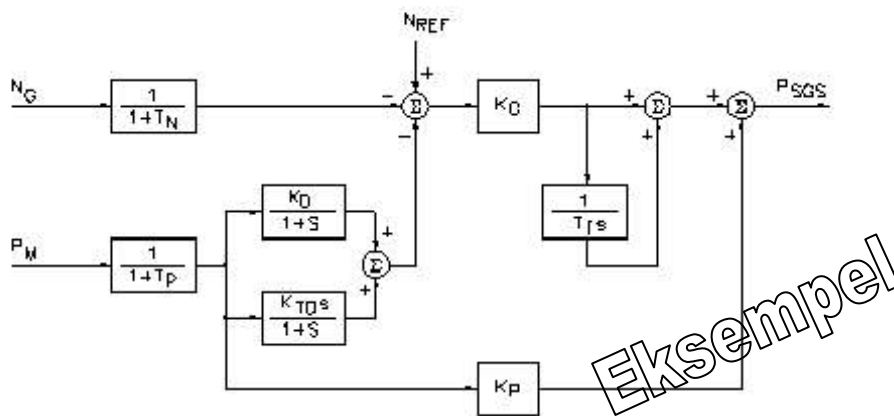 N_REF
+
N_G
1
1+T_N
-
Σ
-
K_C
+
Σ
+
+
Σ
+
P_SGS
K_D
1+S
+
Σ
+
1
T_I s
P_M
1
1+T_P
K_TD s
1+S
K_P
Eksempel